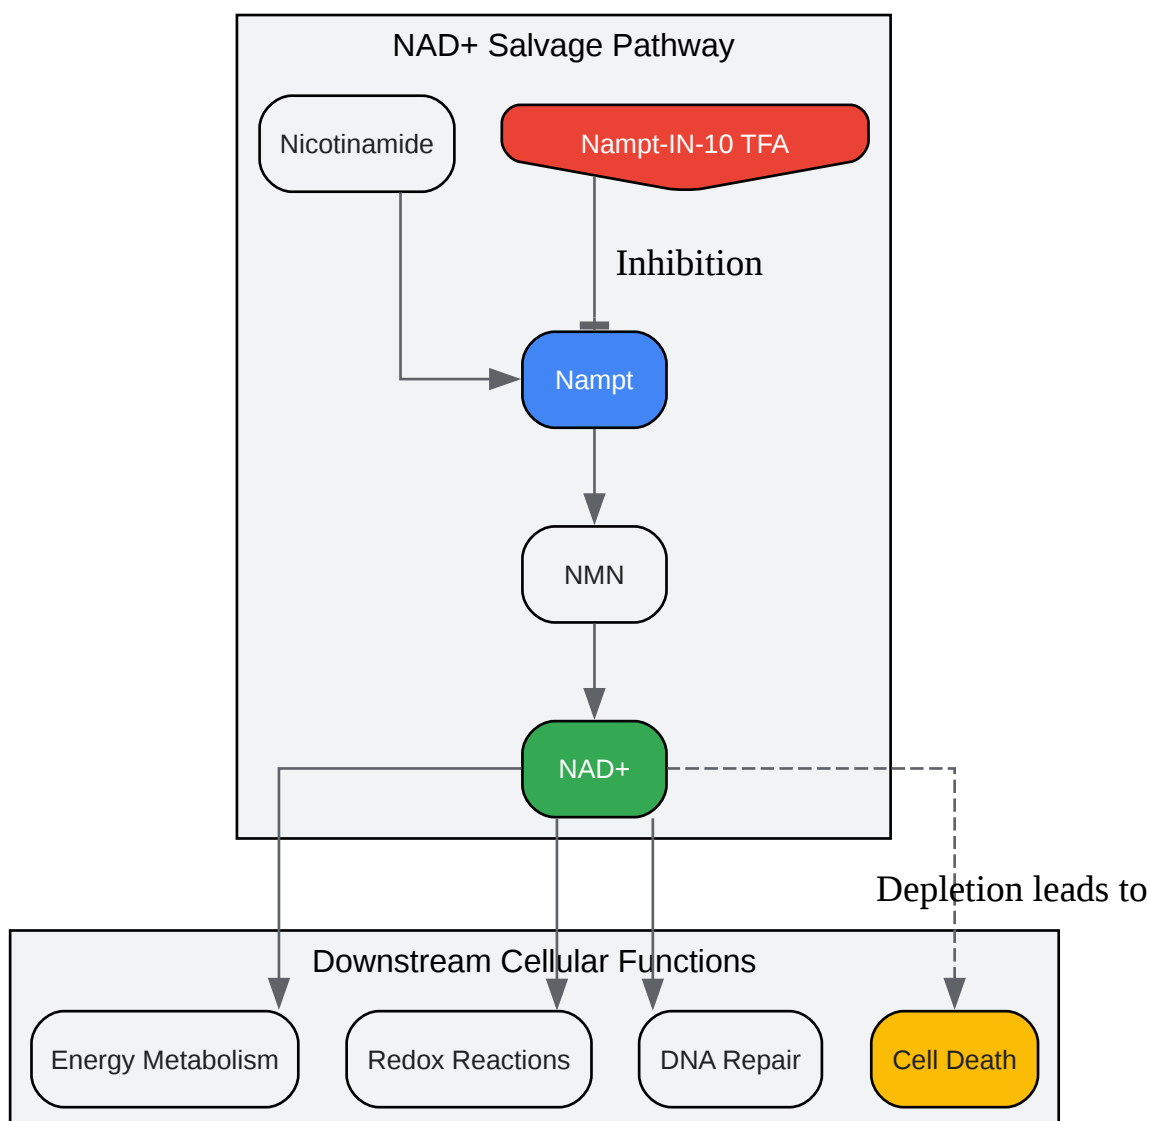 NAD+ Salvage Pathway
Nicotinamide
Nampt-IN-10 TFA
Inhibition
Nampt
NMN
NAD+
Depletion leads to
Downstream Cellular Functions
Energy Metabolism
Redox Reactions
DNA Repair
Cell Death